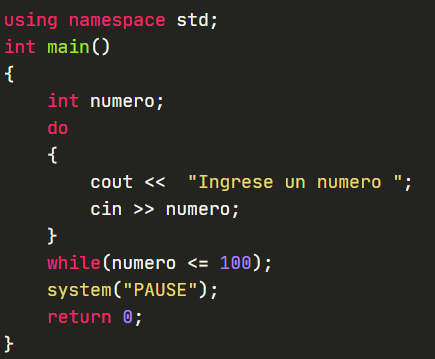 using namespace std;
int main()
{
    int numero;
    do
    {
        cout <<  "Ingrese un numero ";
        cin >> numero;
    }
    while(numero <= 100);
    system("PAUSE");
    return 0;
}